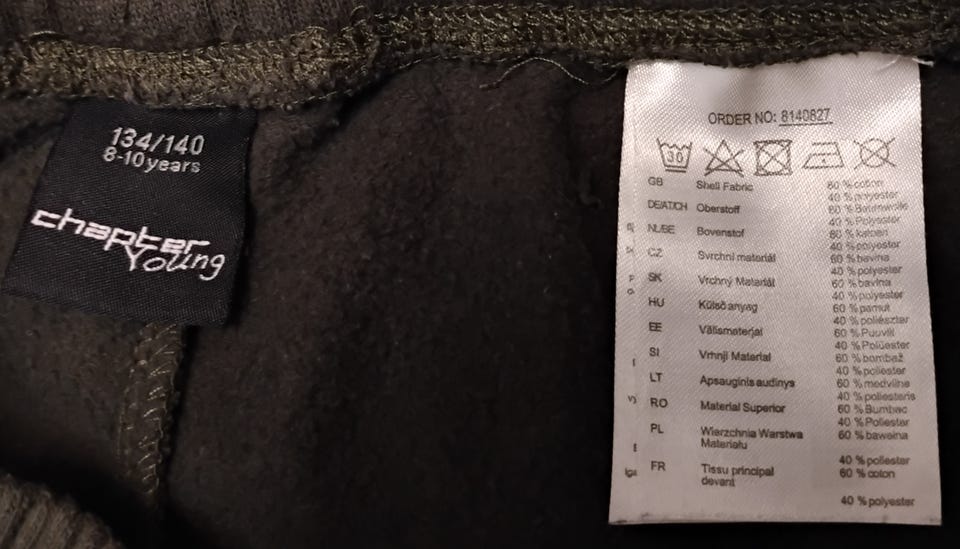 134/140
8-10 years
chapter
Young
ORDER NO: 8140827
30
GB Shell Fabric 60 % cotton
40 % polyester
DE/AT/CH Oberstoff 60 % Baumwolle
40 % Polyester
NL/BE Bovenstof 60 % katoen
40 % polyester
CZ Svrchní materiál 60 % bavlna
40 % polyester
SK Vrchný Materiál 60 % bavlna
40 % polyester
HU Külső anyag 60 % pamut
40 % poliészter
EE Välismaterjal 60 % Puuvill
40 % Polüester
SI Vrhnji Material 60 % bombaž
40 % poliester
LT Apsauginis audinys 60 % medvilnė
40 % poliesteris
RO Material Superior 60 % Bumbac
40 % Poliester
PL Wierzchnia Warstwa 60 % bawełna
Materiału
40 % poliester
FR Tissu principal 60 % coton
devant
40 % polyester